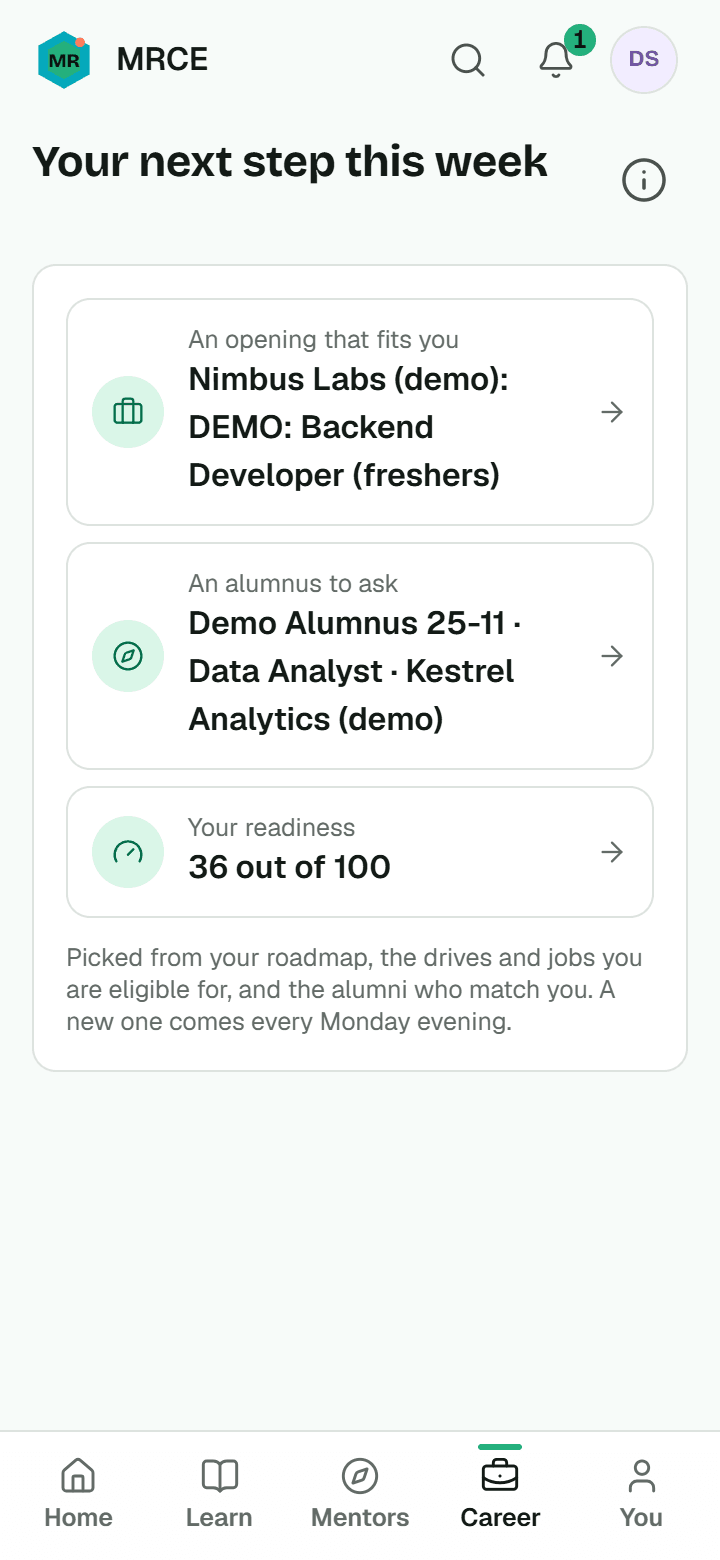 MR
MRCE
1
DS
Your next step this week
An opening that fits you
Nimbus Labs (demo):
DEMO: Backend
Developer (freshers)
An alumnus to ask
Demo Alumnus 25-11 ·
Data Analyst · Kestrel
Analytics (demo)
Your readiness
36 out of 100
Picked from your roadmap, the drives and jobs you
are eligible for, and the alumni who match you. A
new one comes every Monday evening.
Home
Learn
Mentors
Career
You